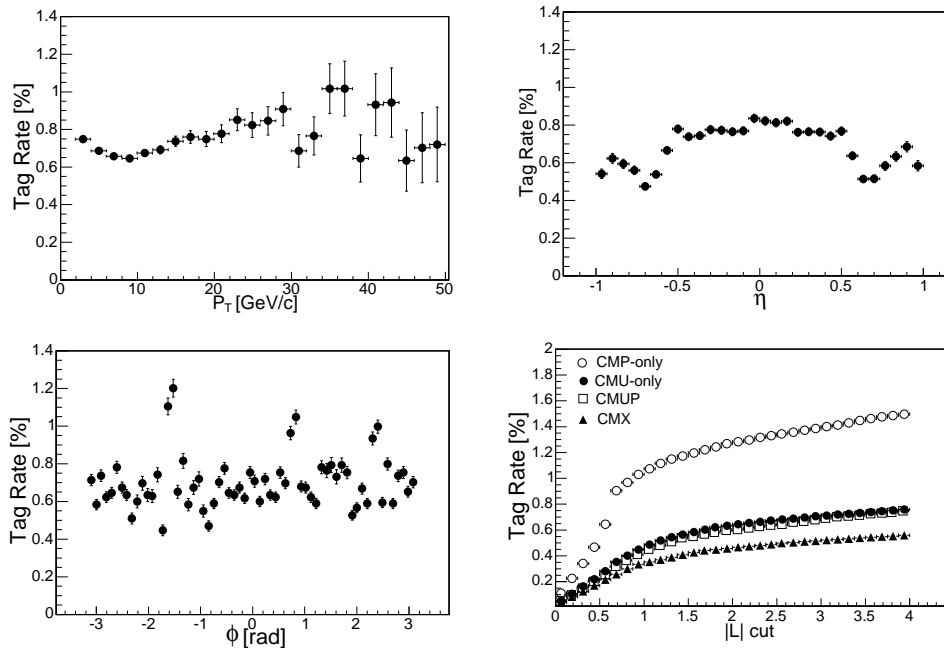 1.4
1.2
1
0.8
0.6
0.4
0.2
0
Tag Rate [%]
0 10 20 30 40 50
P_T [GeV/c]
1.4
1.2
1
0.8
0.6
0.4
0.2
0
Tag Rate [%]
-1 -0.5 0 0.5 1
η
1.4
1.2
1
0.8
0.6
0.4
0.2
0
Tag Rate [%]
-3 -2 -1 0 1 2 3
ϕ [rad]
2
1.8
1.6
1.4
1.2
1
0.8
0.6
0.4
0.2
Tag Rate [%]
CMP-only
CMU-only
CMUP
CMX
0 0.5 1 1.5 2 2.5 3 3.5 4
|L| cut